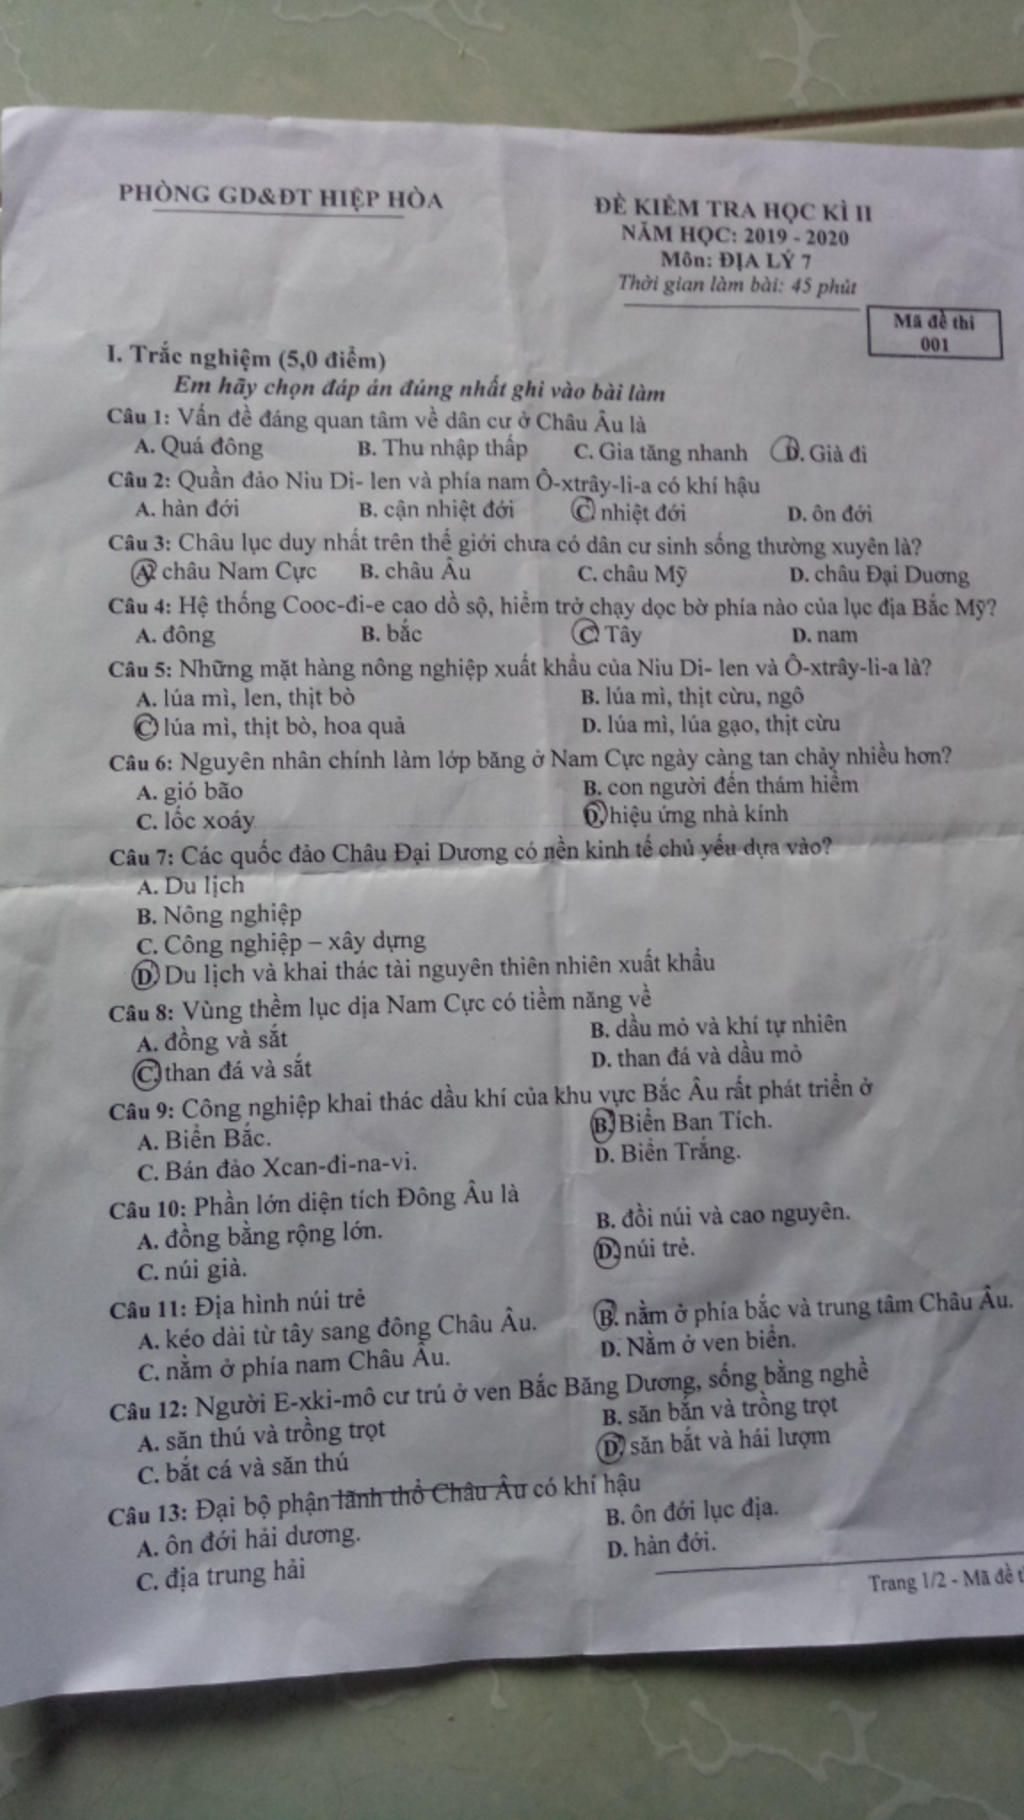 PHÒNG GD&ĐT HIỆP HÒA
ĐỀ KIỂM TRA HỌC KÌ II
NĂM HỌC: 2019 - 2020
Môn: ĐỊA LÝ 7
Thời gian làm bài: 45 phút
Mã đề thi
001
I. Trắc nghiệm (5,0 điểm)
Em hãy chọn đáp án đúng nhất ghi vào bài làm
Câu 1: Vấn đề đáng quan tâm về dân cư ở Châu Âu là
A. Quá đông B. Thu nhập thấp C. Gia tăng nhanh D. Già đi
Câu 2: Quần đảo Niu Di- len và phía nam Ô-xtrây-li-a có khí hậu
A. hàn đới B. cận nhiệt đới C. nhiệt đới D. ôn đới
Câu 3: Châu lục duy nhất trên thế giới chưa có dân cư sinh sống thường xuyên là?
A. châu Nam Cực B. châu Âu C. châu Mỹ D. châu Đại Dương
Câu 4: Hệ thống Cooc-đi-e cao đồ sộ, hiểm trở chạy dọc bờ phía nào của lục địa Bắc Mỹ?
A. đông B. bắc C. Tây D. nam
Câu 5: Những mặt hàng nông nghiệp xuất khẩu của Niu Di- len và Ô-xtrây-li-a là?
A. lúa mì, len, thịt bò B. lúa mì, thịt cừu, ngô
C. lúa mì, thịt bò, hoa quả D. lúa mì, lúa gạo, thịt cừu
Câu 6: Nguyên nhân chính làm lớp băng ở Nam Cực ngày càng tan chảy nhiều hơn?
A. gió bão B. con người đến thám hiểm
C. lốc xoáy D. hiệu ứng nhà kính
Câu 7: Các quốc đảo Châu Đại Dương có nền kinh tế chủ yếu dựa vào?
A. Du lịch
B. Nông nghiệp
C. Công nghiệp – xây dựng
D. Du lịch và khai thác tài nguyên thiên nhiên xuất khẩu
Câu 8: Vùng thềm lục địa Nam Cực có tiềm năng về
A. đồng và sắt B. dầu mỏ và khí tự nhiên
C. than đá và sắt D. than đá và dầu mỏ
Câu 9: Công nghiệp khai thác dầu khí của khu vực Bắc Âu rất phát triển ở
A. Biển Bắc. B. Biển Ban Tích.
C. Bán đảo Xcan-đi-na-vi. D. Biển Trắng.
Câu 10: Phần lớn diện tích Đông Âu là
A. đồng bằng rộng lớn. B. đồi núi và cao nguyên.
C. núi già. D. núi trẻ.
Câu 11: Địa hình núi trẻ
A. kéo dài từ tây sang đông Châu Âu. B. nằm ở phía bắc và trung tâm Châu Âu.
C. nằm ở phía nam Châu Âu. D. Nằm ở ven biển.
Câu 12: Người E-xki-mô cư trú ở ven Bắc Băng Dương, sống bằng nghề
A. săn thú và trồng trọt B. săn bắn và trồng trọt
C. bắt cá và săn thú D. săn bắt và hái lượm
Câu 13: Đại bộ phận lãnh thổ Châu Âu có khí hậu
A. ôn đới hải dương. B. ôn đới lục địa.
C. địa trung hải D. hàn đới.
Trang 1/2 - Mã đề